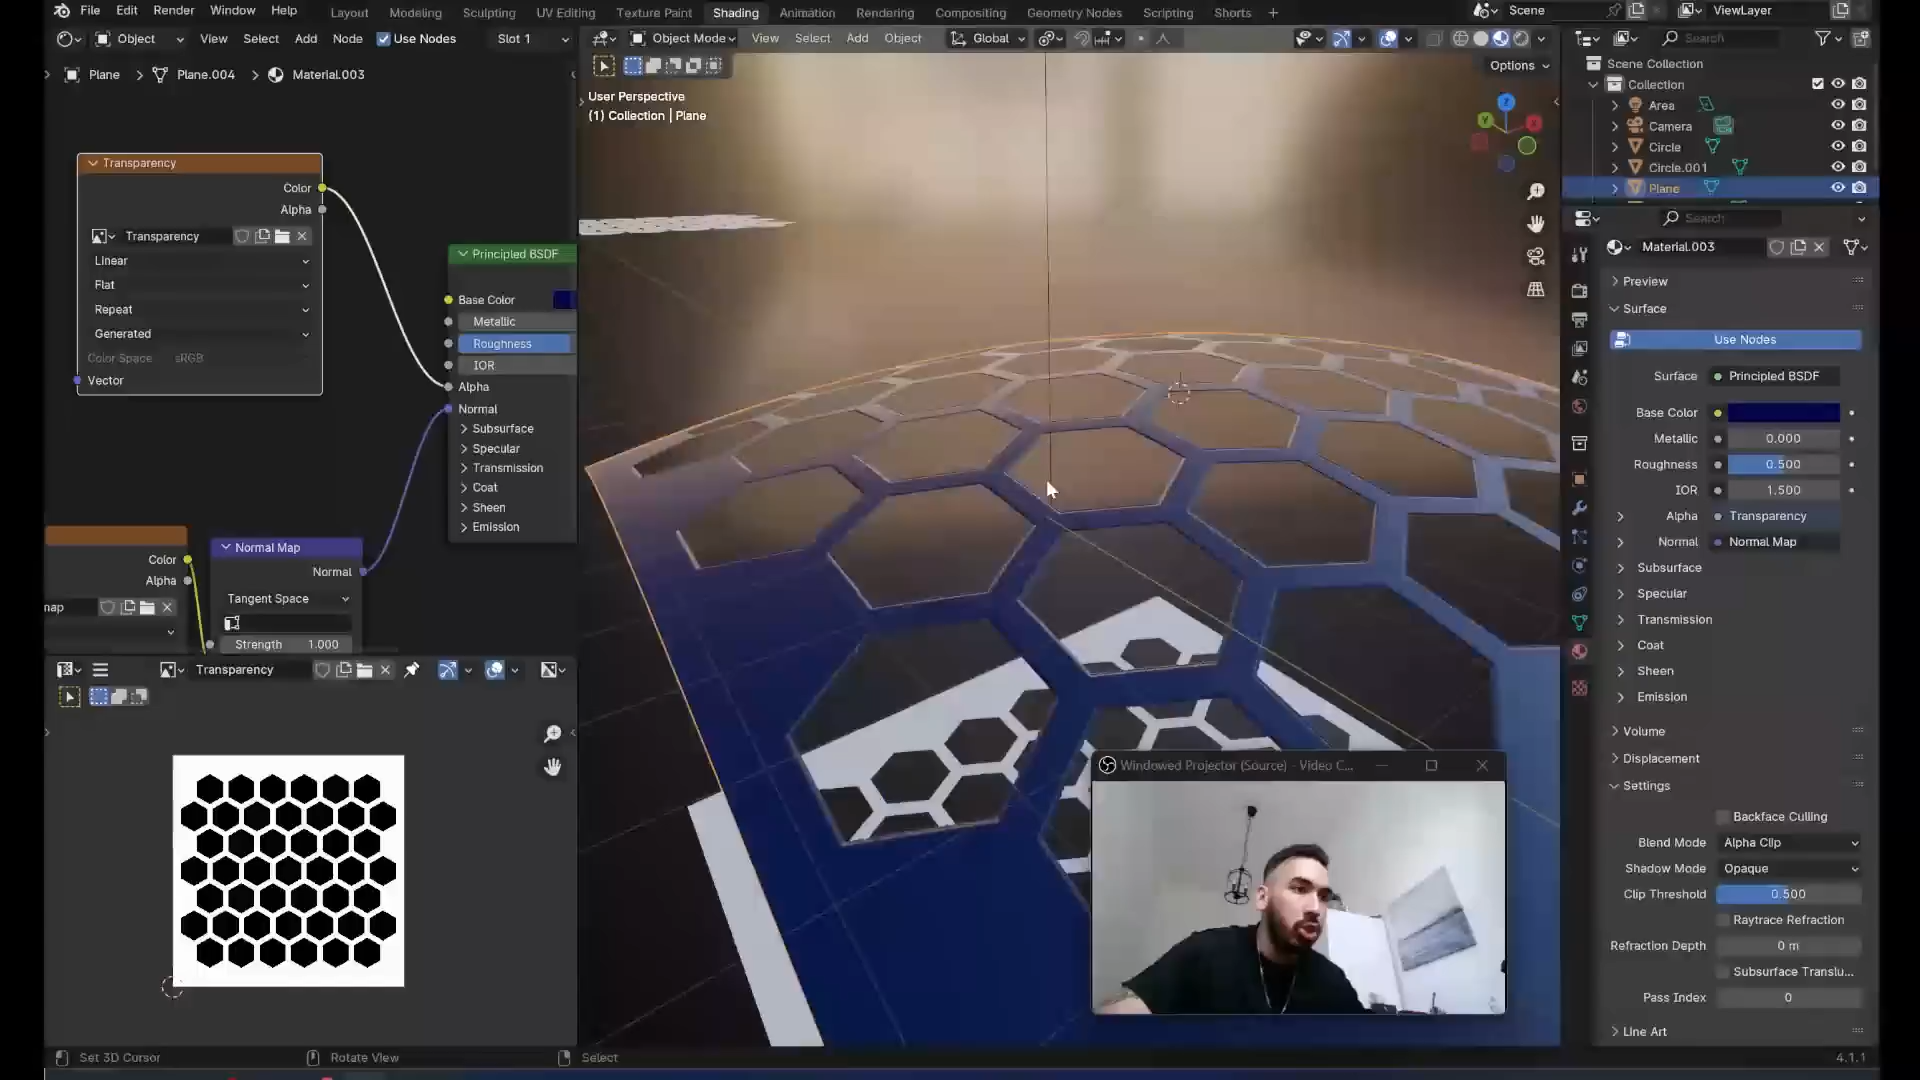 File Edit Render Window Help Layout Modeling Sculpting UV Editing Texture Paint Shading Animation Rendering Compositing Geometry Nodes Scripting Shorts + Scene ViewLayer
Object View Select Add Node Use Nodes Slot 1
Object Mode View Select Add Object Global
Search
Options
Plane > Plane.004 > Material.003
Transparency
Color
Alpha
Transparency
Linear
Flat
Repeat
Generated
Color Space sRGB
Vector
Principled BSDF
Base Color
Metallic
Roughness
IOR
Alpha
Normal
Subsurface
Specular
Transmission
Coat
Sheen
Emission
Color
Alpha
Normal Map
Normal
Tangent Space
Strength 1.000
Transparency
User Perspective
(1) Collection | Plane
Z
Y
X
Windowed Projector (Source) - Video C...
Scene Collection
Collection
Area
Camera
Circle
Circle.001
Plane
Search
Material.003
Preview
Surface
Use Nodes
Surface Principled BSDF
Base Color
Metallic 0.000
Roughness 0.500
IOR 1.500
Alpha Transparency
Normal Normal Map
Subsurface
Specular
Transmission
Coat
Sheen
Emission
Volume
Displacement
Settings
Backface Culling
Blend Mode Alpha Clip
Shadow Mode Opaque
Clip Threshold 0.500
Raytrace Refraction
Refraction Depth 0 m
Subsurface Translu...
Pass Index 0
Line Art
Set 3D Cursor Rotate View Select 4.1.1